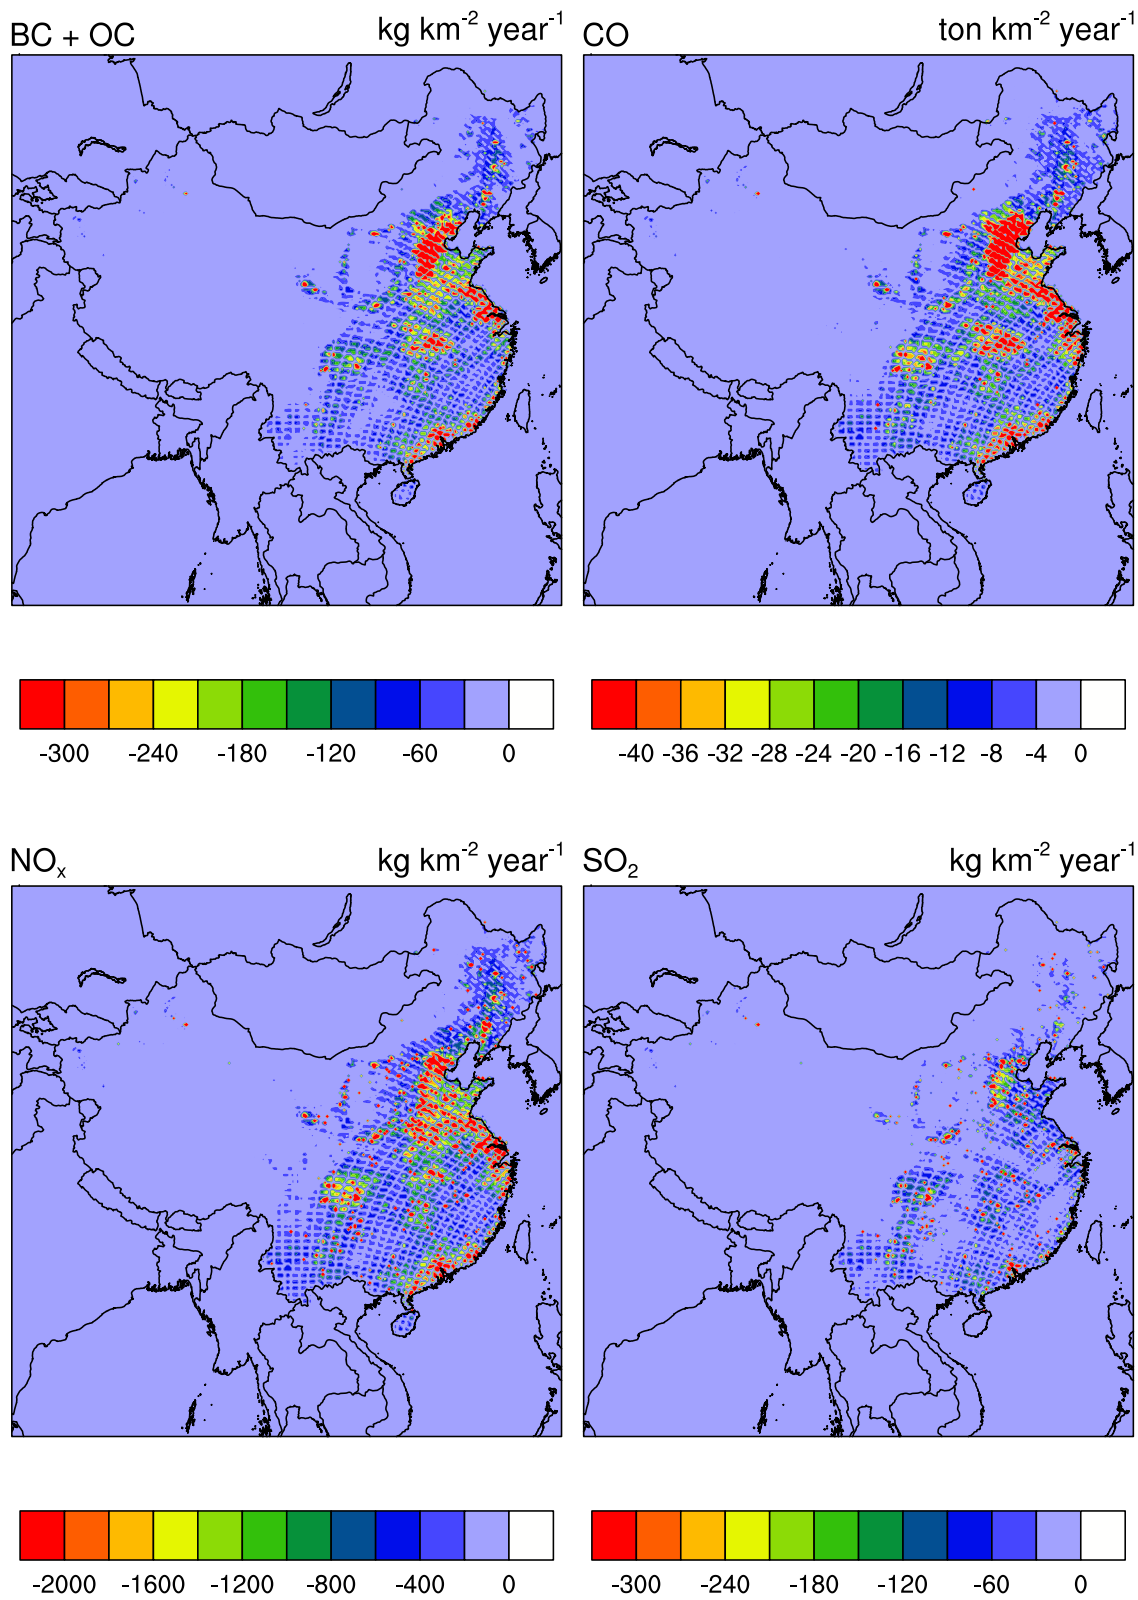 BC + OC kg km⁻² year⁻¹
CO ton km⁻² year⁻¹
-300 -240 -180 -120 -60 0
-40 -36 -32 -28 -24 -20 -16 -12 -8 -4 0
NOₓ kg km⁻² year⁻¹
SO₂ kg km⁻² year⁻¹
-2000 -1600 -1200 -800 -400 0
-300 -240 -180 -120 -60 0